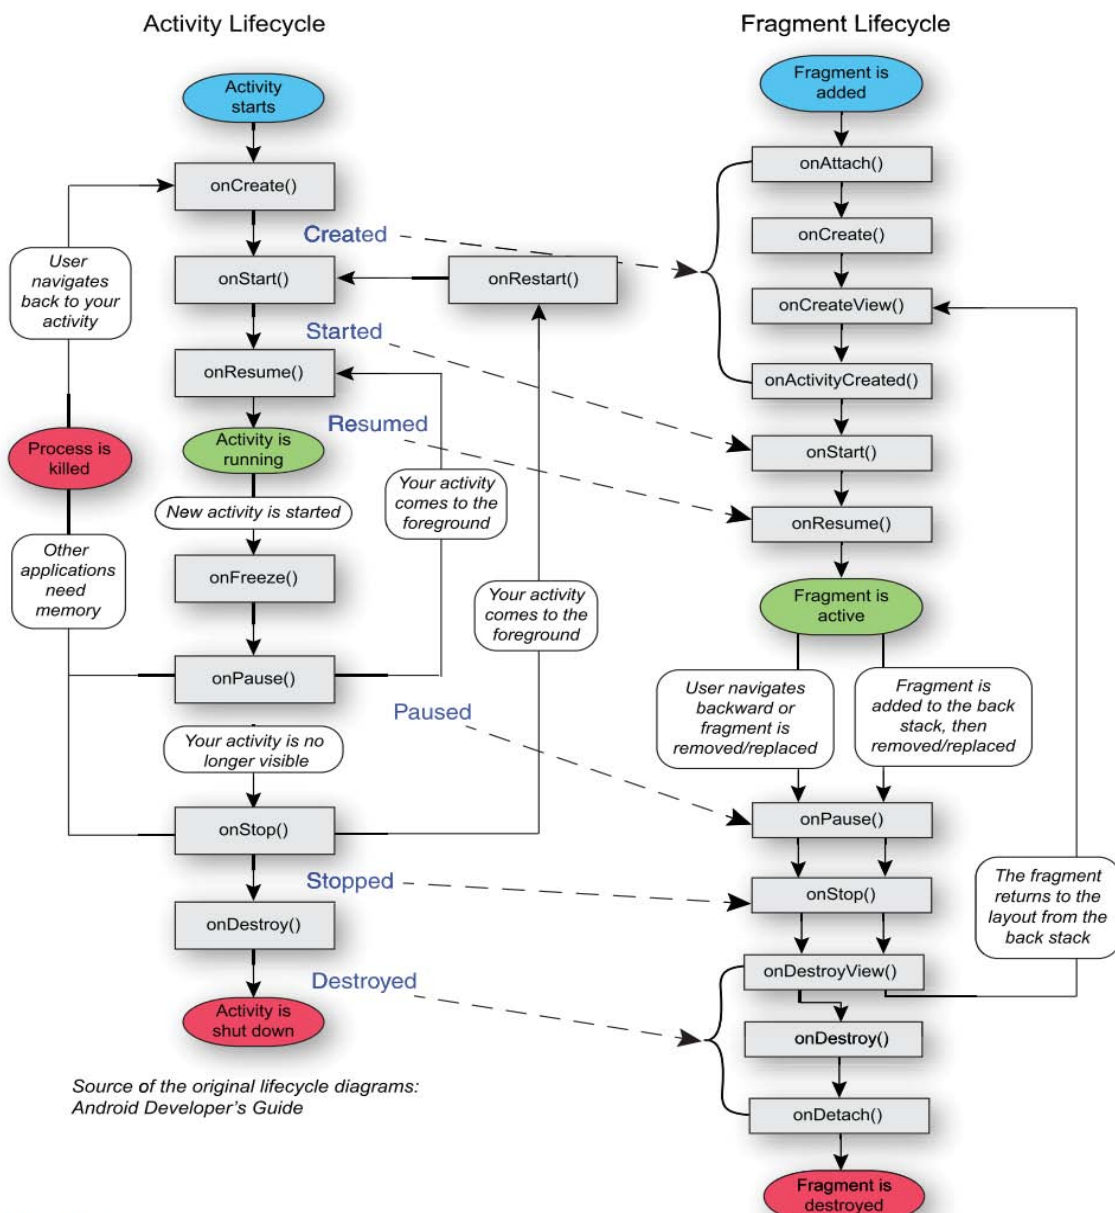 Activity Lifecycle
Activity
starts
onCreate()
User
navigates
back to your
activity
onStart()
onRestart()
onResume()
Process is
killed
Activity is
running
New activity is started
Your activity
comes to the
foreground
Other
applications
need
memory
onFreeze()
Your activity
comes to the
foreground
onPause()
Your activity is no
longer visible
onStop()
onDestroy()
Activity is
shut down
Source of the original lifecycle diagrams:
Android Developer's Guide
Created
Started
Resumed
Paused
Stopped
Destroyed
Fragment Lifecycle
Fragment is
added
onAttach()
onCreate()
onCreateView()
onActivityCreated()
onStart()
onResume()
Fragment is
active
User navigates
backward or
fragment is
removed/replaced
Fragment is
added to the back
stack, then
removed/replaced
onPause()
onStop()
The fragment
returns to the
layout from the
back stack
onDestroyView()
onDestroy()
onDetach()
Fragment is
destroyed